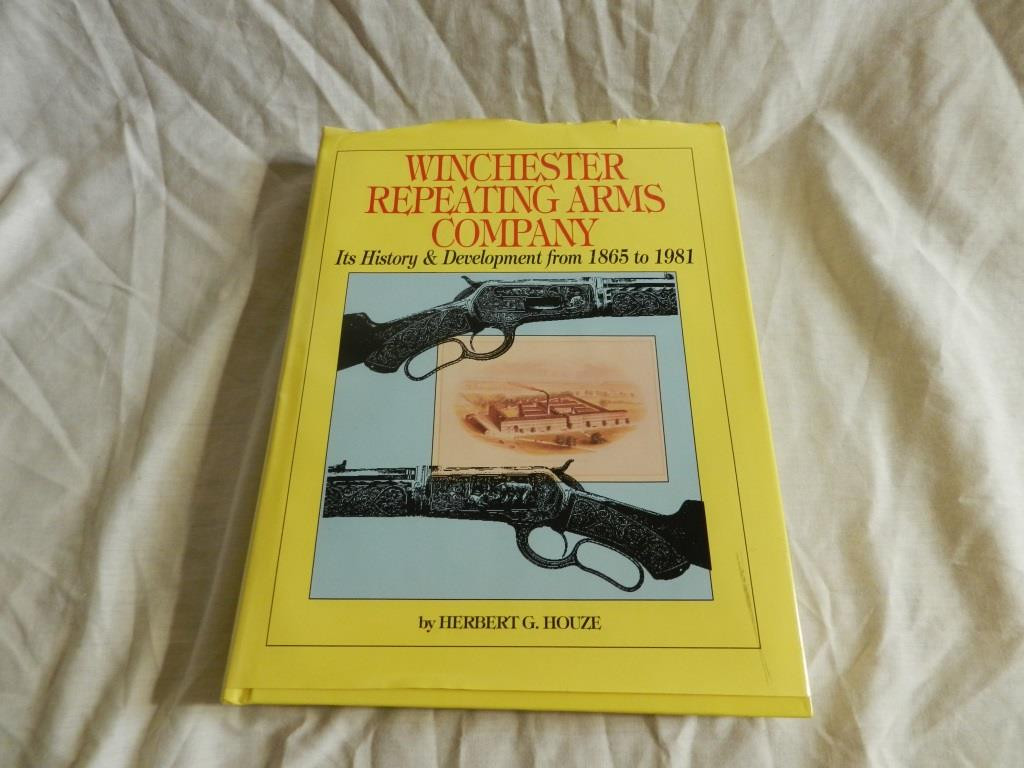 WINCHESTER
REPEATING ARMS
COMPANY
Its History & Development from 1865 to 1981
by HERBERT G. HOUZE